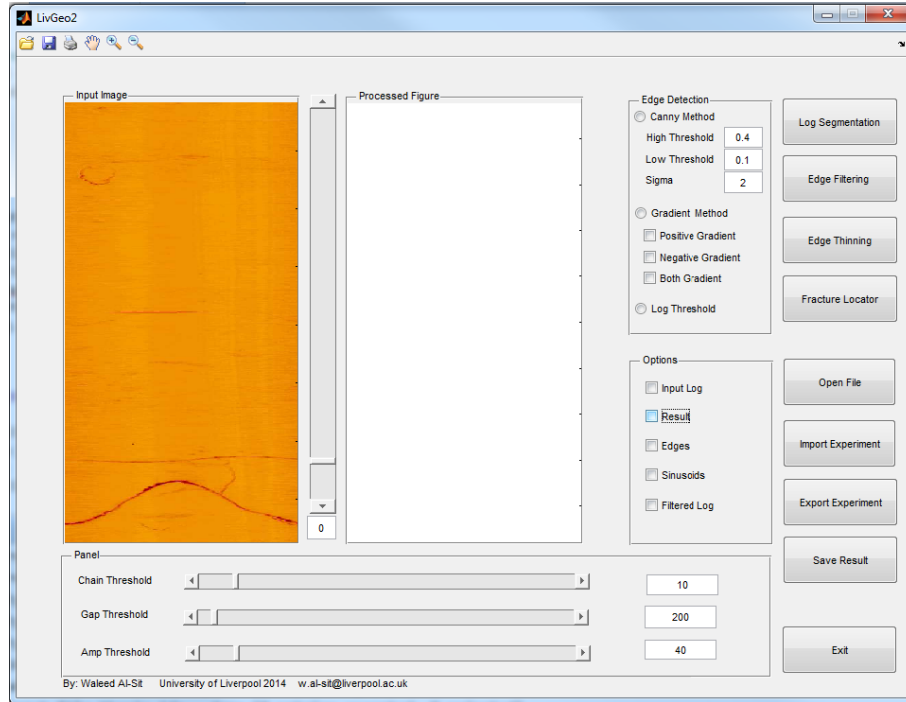 LivGeo2
Input Image
Processed Figure
0
Edge Detection
Canny Method
High Threshold 0.4
Low Threshold 0.1
Sigma 2
Gradient Method
Positive Gradient
Negative Gradient
Both Gradient
Log Threshold
Options
Input Log
Result
Edges
Sinusoids
Filtered Log
Log Segmentation
Edge Filtering
Edge Thinning
Fracture Locator
Open File
Import Experiment
Export Experiment
Save Result
Exit
Panel
Chain Threshold 10
Gap Threshold 200
Amp Threshold 40
By: Waleed Al-Sit University of Liverpool 2014 w.al-sit@liverpool.ac.uk